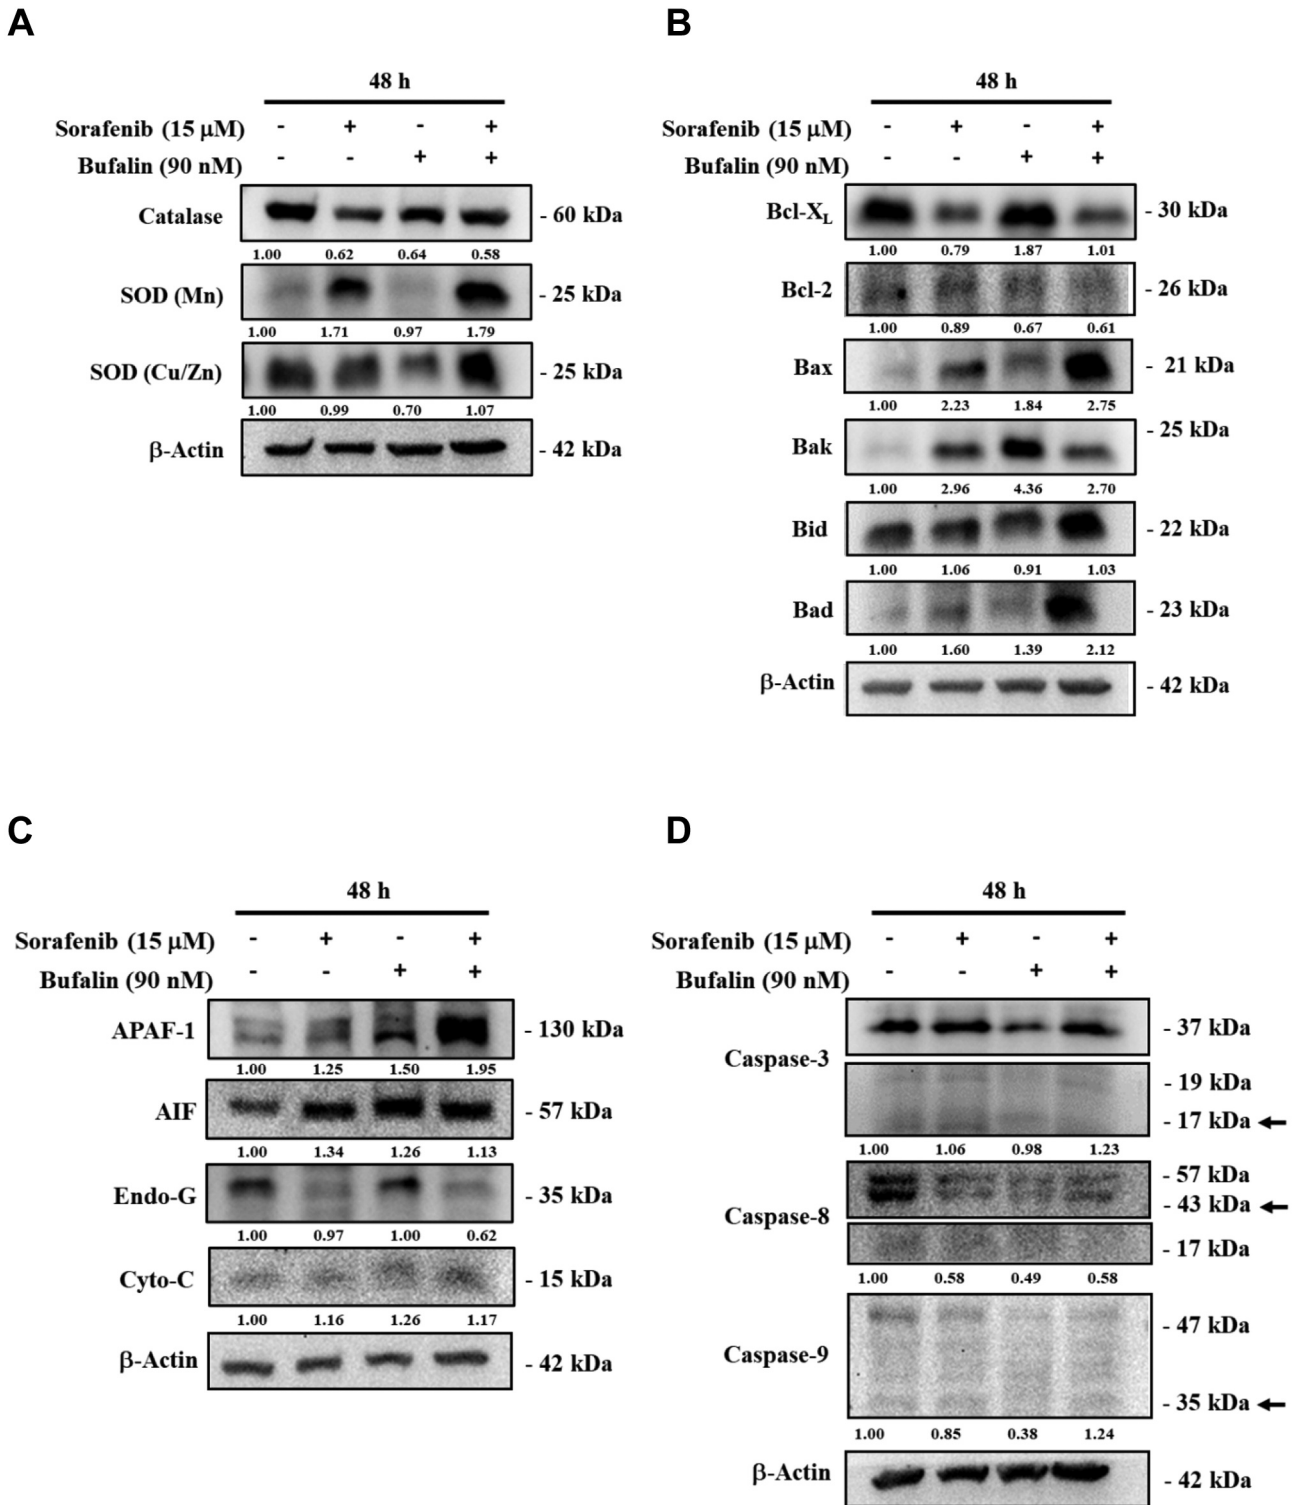 A
48 h
Sorafenib (15 μM) - + - +
Bufalin (90 nM) - - + +
Catalase - 60 kDa
1.00 0.62 0.64 0.58
SOD (Mn) - 25 kDa
1.00 1.71 0.97 1.79
SOD (Cu/Zn) - 25 kDa
1.00 0.99 0.70 1.07
β-Actin - 42 kDa
B
48 h
Sorafenib (15 μM) - + - +
Bufalin (90 nM) - - + +
Bcl-XL - 30 kDa
1.00 0.79 1.87 1.01
Bcl-2 - 26 kDa
1.00 0.89 0.67 0.61
Bax - 21 kDa
1.00 2.23 1.84 2.75
Bak - 25 kDa
1.00 2.96 4.36 2.70
Bid - 22 kDa
1.00 1.06 0.91 1.03
Bad - 23 kDa
1.00 1.60 1.39 2.12
β-Actin - 42 kDa
C
48 h
Sorafenib (15 μM) - + - +
Bufalin (90 nM) - - + +
APAF-1 - 130 kDa
1.00 1.25 1.50 1.95
AIF - 57 kDa
1.00 1.34 1.26 1.13
Endo-G - 35 kDa
1.00 0.97 1.00 0.62
Cyto-C - 15 kDa
1.00 1.16 1.26 1.17
β-Actin - 42 kDa
D
48 h
Sorafenib (15 μM) - + - +
Bufalin (90 nM) - - + +
- 37 kDa
Caspase-3
- 19 kDa
- 17 kDa
1.00 1.06 0.98 1.23
- 57 kDa
- 43 kDa
Caspase-8
- 17 kDa
1.00 0.58 0.49 0.58
- 47 kDa
Caspase-9
- 35 kDa
1.00 0.85 0.38 1.24
β-Actin - 42 kDa